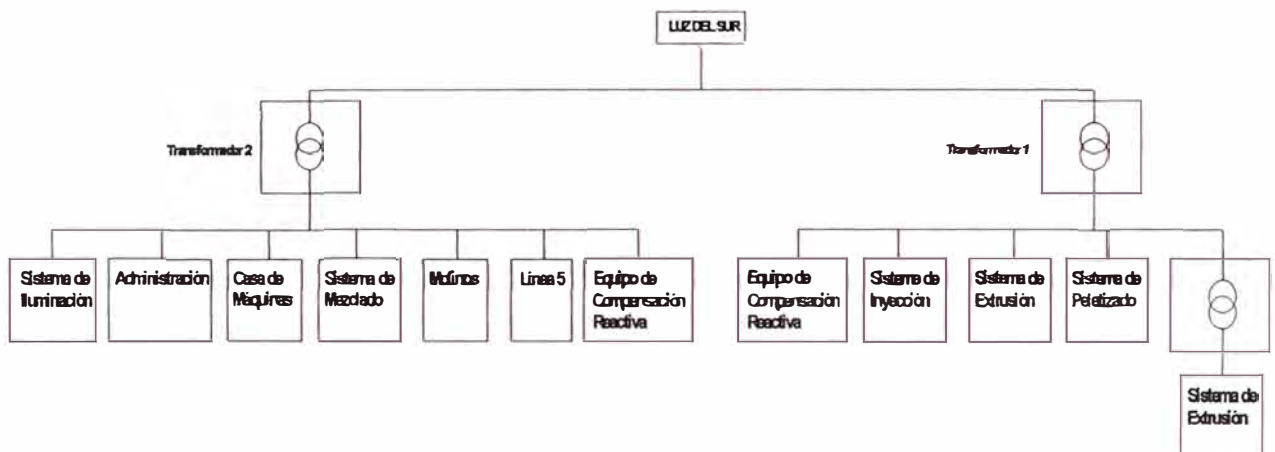 LUZ DEL SUR
Transformador 2
Transformador 1
Sistema de
Iluminación
Administración
Casa de
Máquinas
Sistema de
Mezclado
Molinos
Línea 5
Equipo de
Compensación
Reactiva
Equipo de
Compensación
Reactiva
Sistema de
Inyección
Sistema de
Extrusión
Sistema de
Peletizado
Sistema de
Extrusión